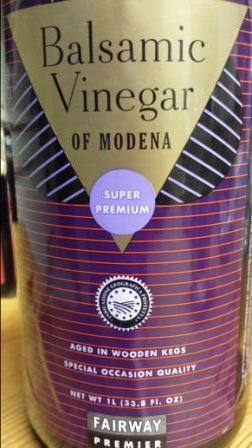 Balsamic
Vinegar
OF MODENA
SUPER
PREMIUM
AGED IN WOODEN KEGS
SPECIAL OCCASION QUALITY
NET WT 1L (33.8 Fl. OZ)
FAIRWAY
PREMIER